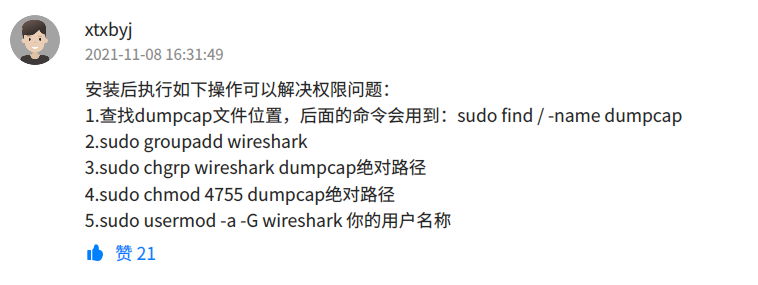 xtxbyj
2021-11-08 16:31:49
安装后执行如下操作可以解决权限问题：
1.查找dumpcap文件位置，后面的命令会用到：sudo find / -name dumpcap
2.sudo groupadd wireshark
3.sudo chgrp wireshark dumpcap绝对路径
4.sudo chmod 4755 dumpcap绝对路径
5.sudo usermod -a -G wireshark 你的用户名称
赞 21